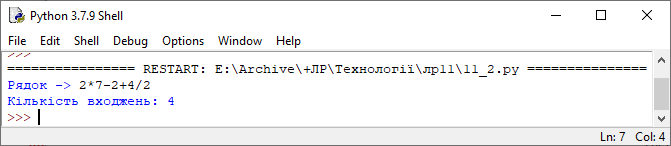 Python 3.7.9 Shell
File Edit Shell Debug Options Window Help
>>>
================ RESTART: E:\Archive\+ЛР\Технології\лр11\11_2.py ===============
Рядок -> 2*7-2+4/2
Кількість входжень: 4
>>>
Ln: 7 Col: 4